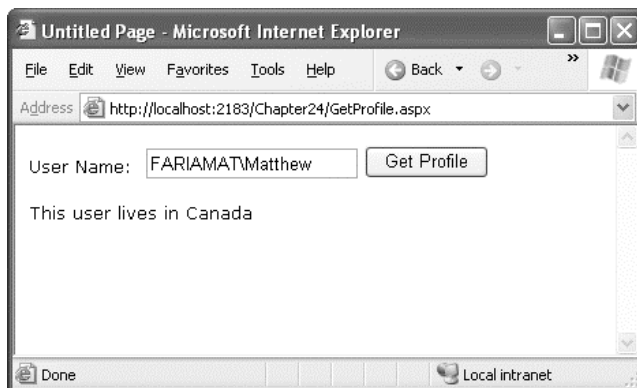 Untitled Page - Microsoft Internet Explorer
File Edit View Favorites Tools Help Back »
Address http://localhost:2183/Chapter24/GetProfile.aspx
User Name: FARIAMAT\Matthew Get Profile
This user lives in Canada
Done Local intranet